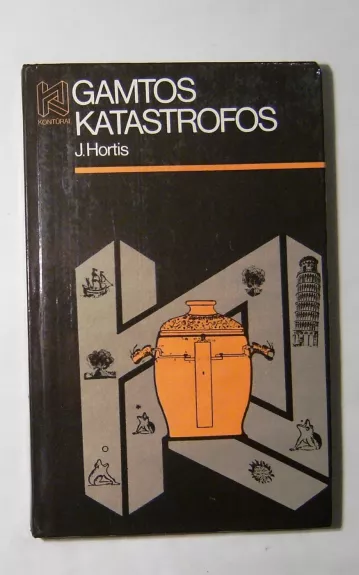 GAMTOS
KATASTROFOS
KONTŪRAI
J. Hortis